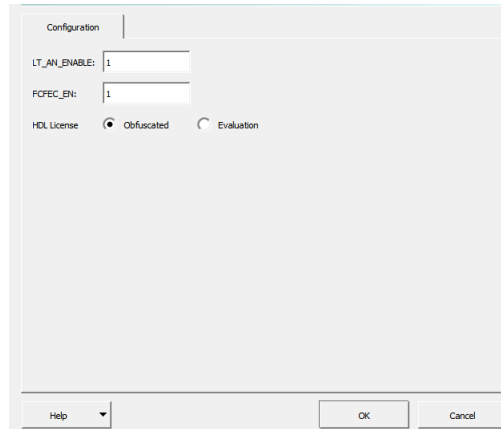 Configuration
LT_AN_ENABLE: 1
FCFEC_EN: 1
HDL License Obfuscated Evaluation
Help OK Cancel